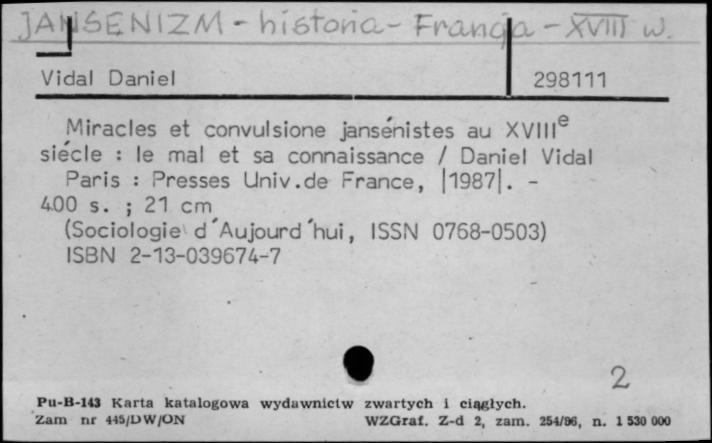 JANSENIZM - historia - Francja - XVIII w.
Vidal Daniel 298111
Miracles et convulsione jansénistes au XVIIIe
siécle : le mal et sa connaissance / Daniel Vidal
Paris : Presses Univ.de France, |1987|. -
400 s. ; 21 cm
(Sociologie d´Aujourd´hui, ISSN 0768-0503)
ISBN 2-13-039674-7
2
Pu-B-143 Karta katalogowa wydawnictw zwartych i ciągłych.
Zam nr 445/DW/ON WZGraf. Z-d 2, zam. 254/96, n. 1 530 000